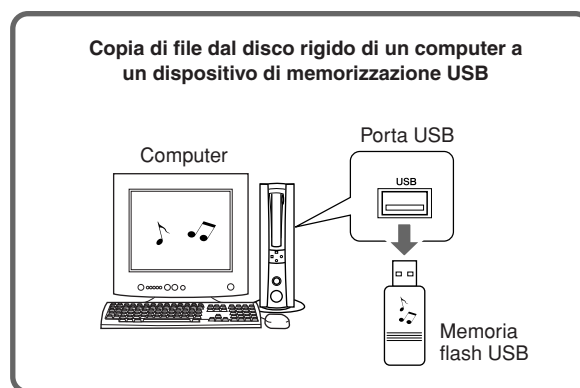 Copia di file dal disco rigido di un computer a
un dispositivo di memorizzazione USB
Porta USB
Computer
USB
Memoria
flash USB